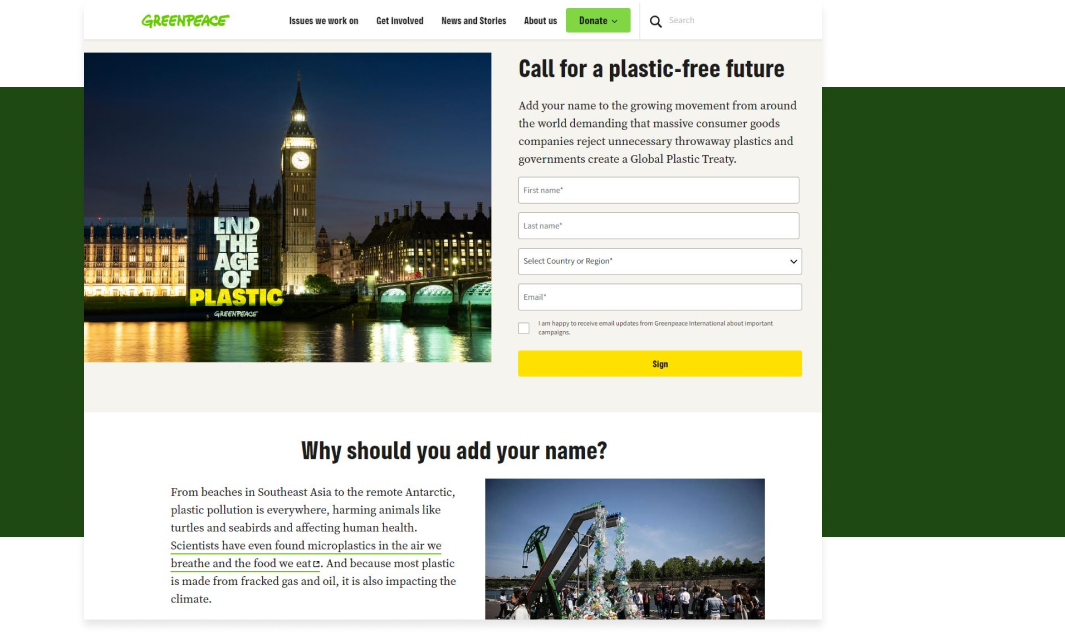 GREENPEACE
Issues we work on
Get Involved
News and Stories
About us
Donate
Search
END
THE
AGE
OF
PLASTIC
GREENPEACE
Call for a plastic-free future
Add your name to the growing movement from around
the world demanding that massive consumer goods
companies reject unnecessary throwaway plastics and
governments create a Global Plastic Treaty.
First name*
Last name*
Select Country or Region*
Email*
I am happy to receive email updates from Greenpeace International about important
campaigns.
Sign
Why should you add your name?
From beaches in Southeast Asia to the remote Antarctic,
plastic pollution is everywhere, harming animals like
turtles and seabirds and affecting human health.
Scientists have even found microplastics in the air we
breathe and the food we eat. And because most plastic
is made from fracked gas and oil, it is also impacting the
climate.